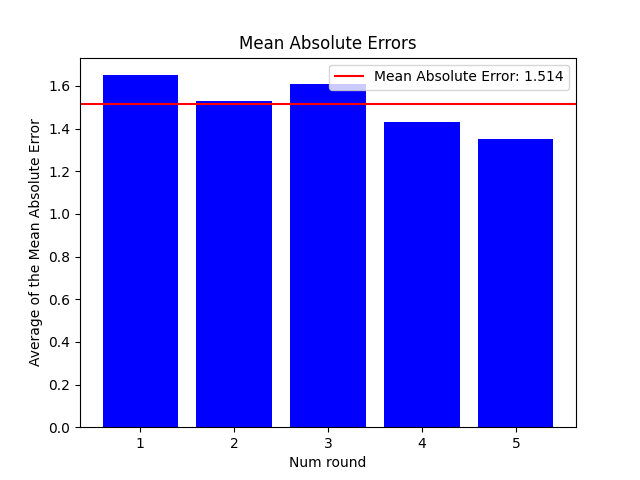 Mean Absolute Errors
Mean Absolute Error: 1.514
Average of the Mean Absolute Error
1.6
1.4
1.2
1.0
0.8
0.6
0.4
0.2
0.0
1 2 3 4 5
Num round